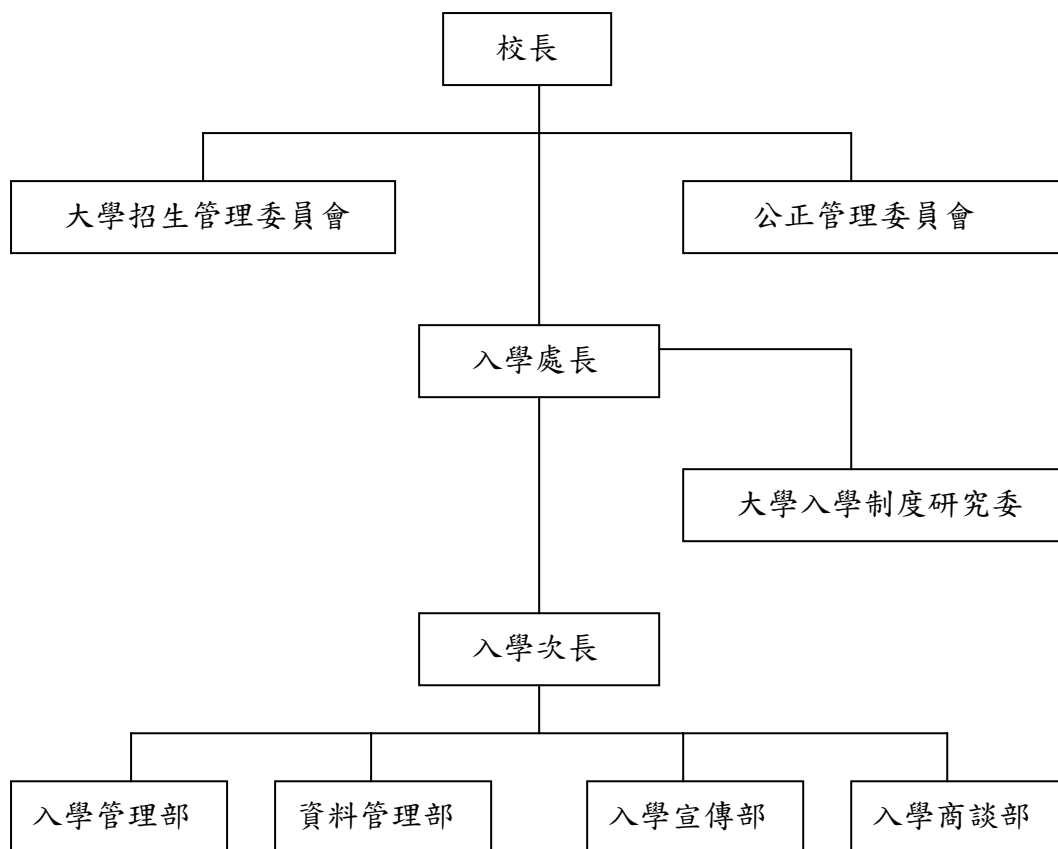 校長
大學招生管理委員會
公正管理委員會
入學處長
大學入學制度研究委
入學次長
入學管理部
資料管理部
入學宣傳部
入學商談部